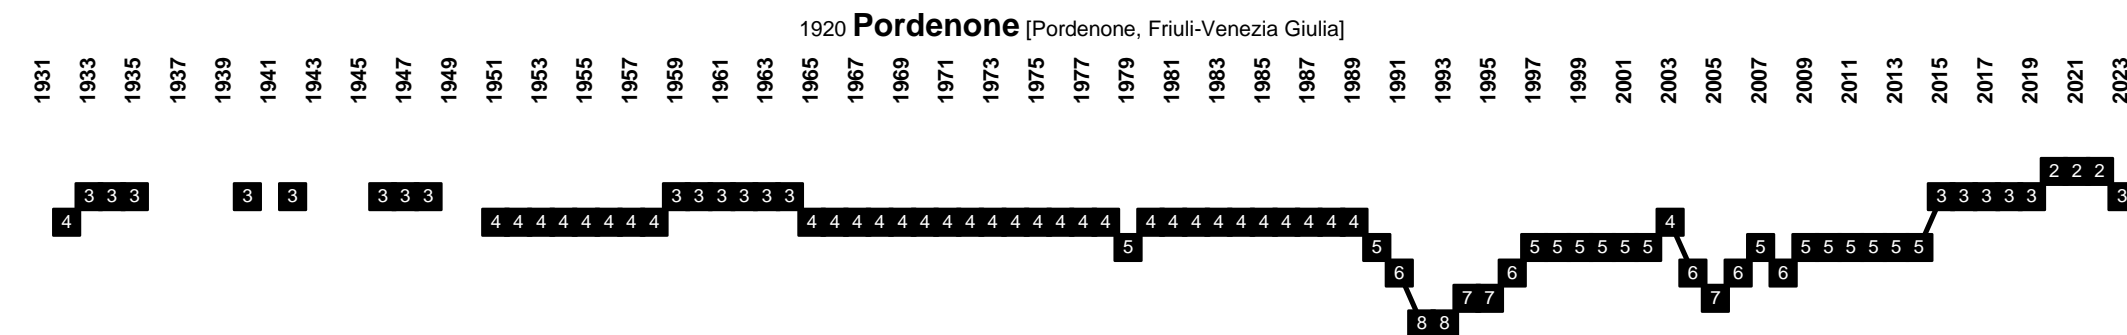 1920 Pordenone [Pordenone, Friuli-Venezia Giulia]
1931 1933 1935 1937 1939 1941 1943 1945 1947 1949 1951 1953 1955 1957 1959 1961 1963 1965 1967 1969 1971 1973 1975 1977 1979 1981 1983 1985 1987 1989 1991 1993 1995 1997 1999 2001 2003 2005 2007 2009 2011 2013 2015 2017 2019 2021 2023
2 2 2
3 3 3 3 3 3 3 3 3 3 3 3 3 3 3 3 3 3 3 3
4 4 4 4 4 4 4 4 4 4 4 4 4 4 4 4 4 4 4 4 4 4 4 4 4 4 4 4 4 4 4 4 4 4
5 5 5 5 5 5 5 5 5 5 5 5 5 5 5
6 6 6 6 6
7 7 7
8 8